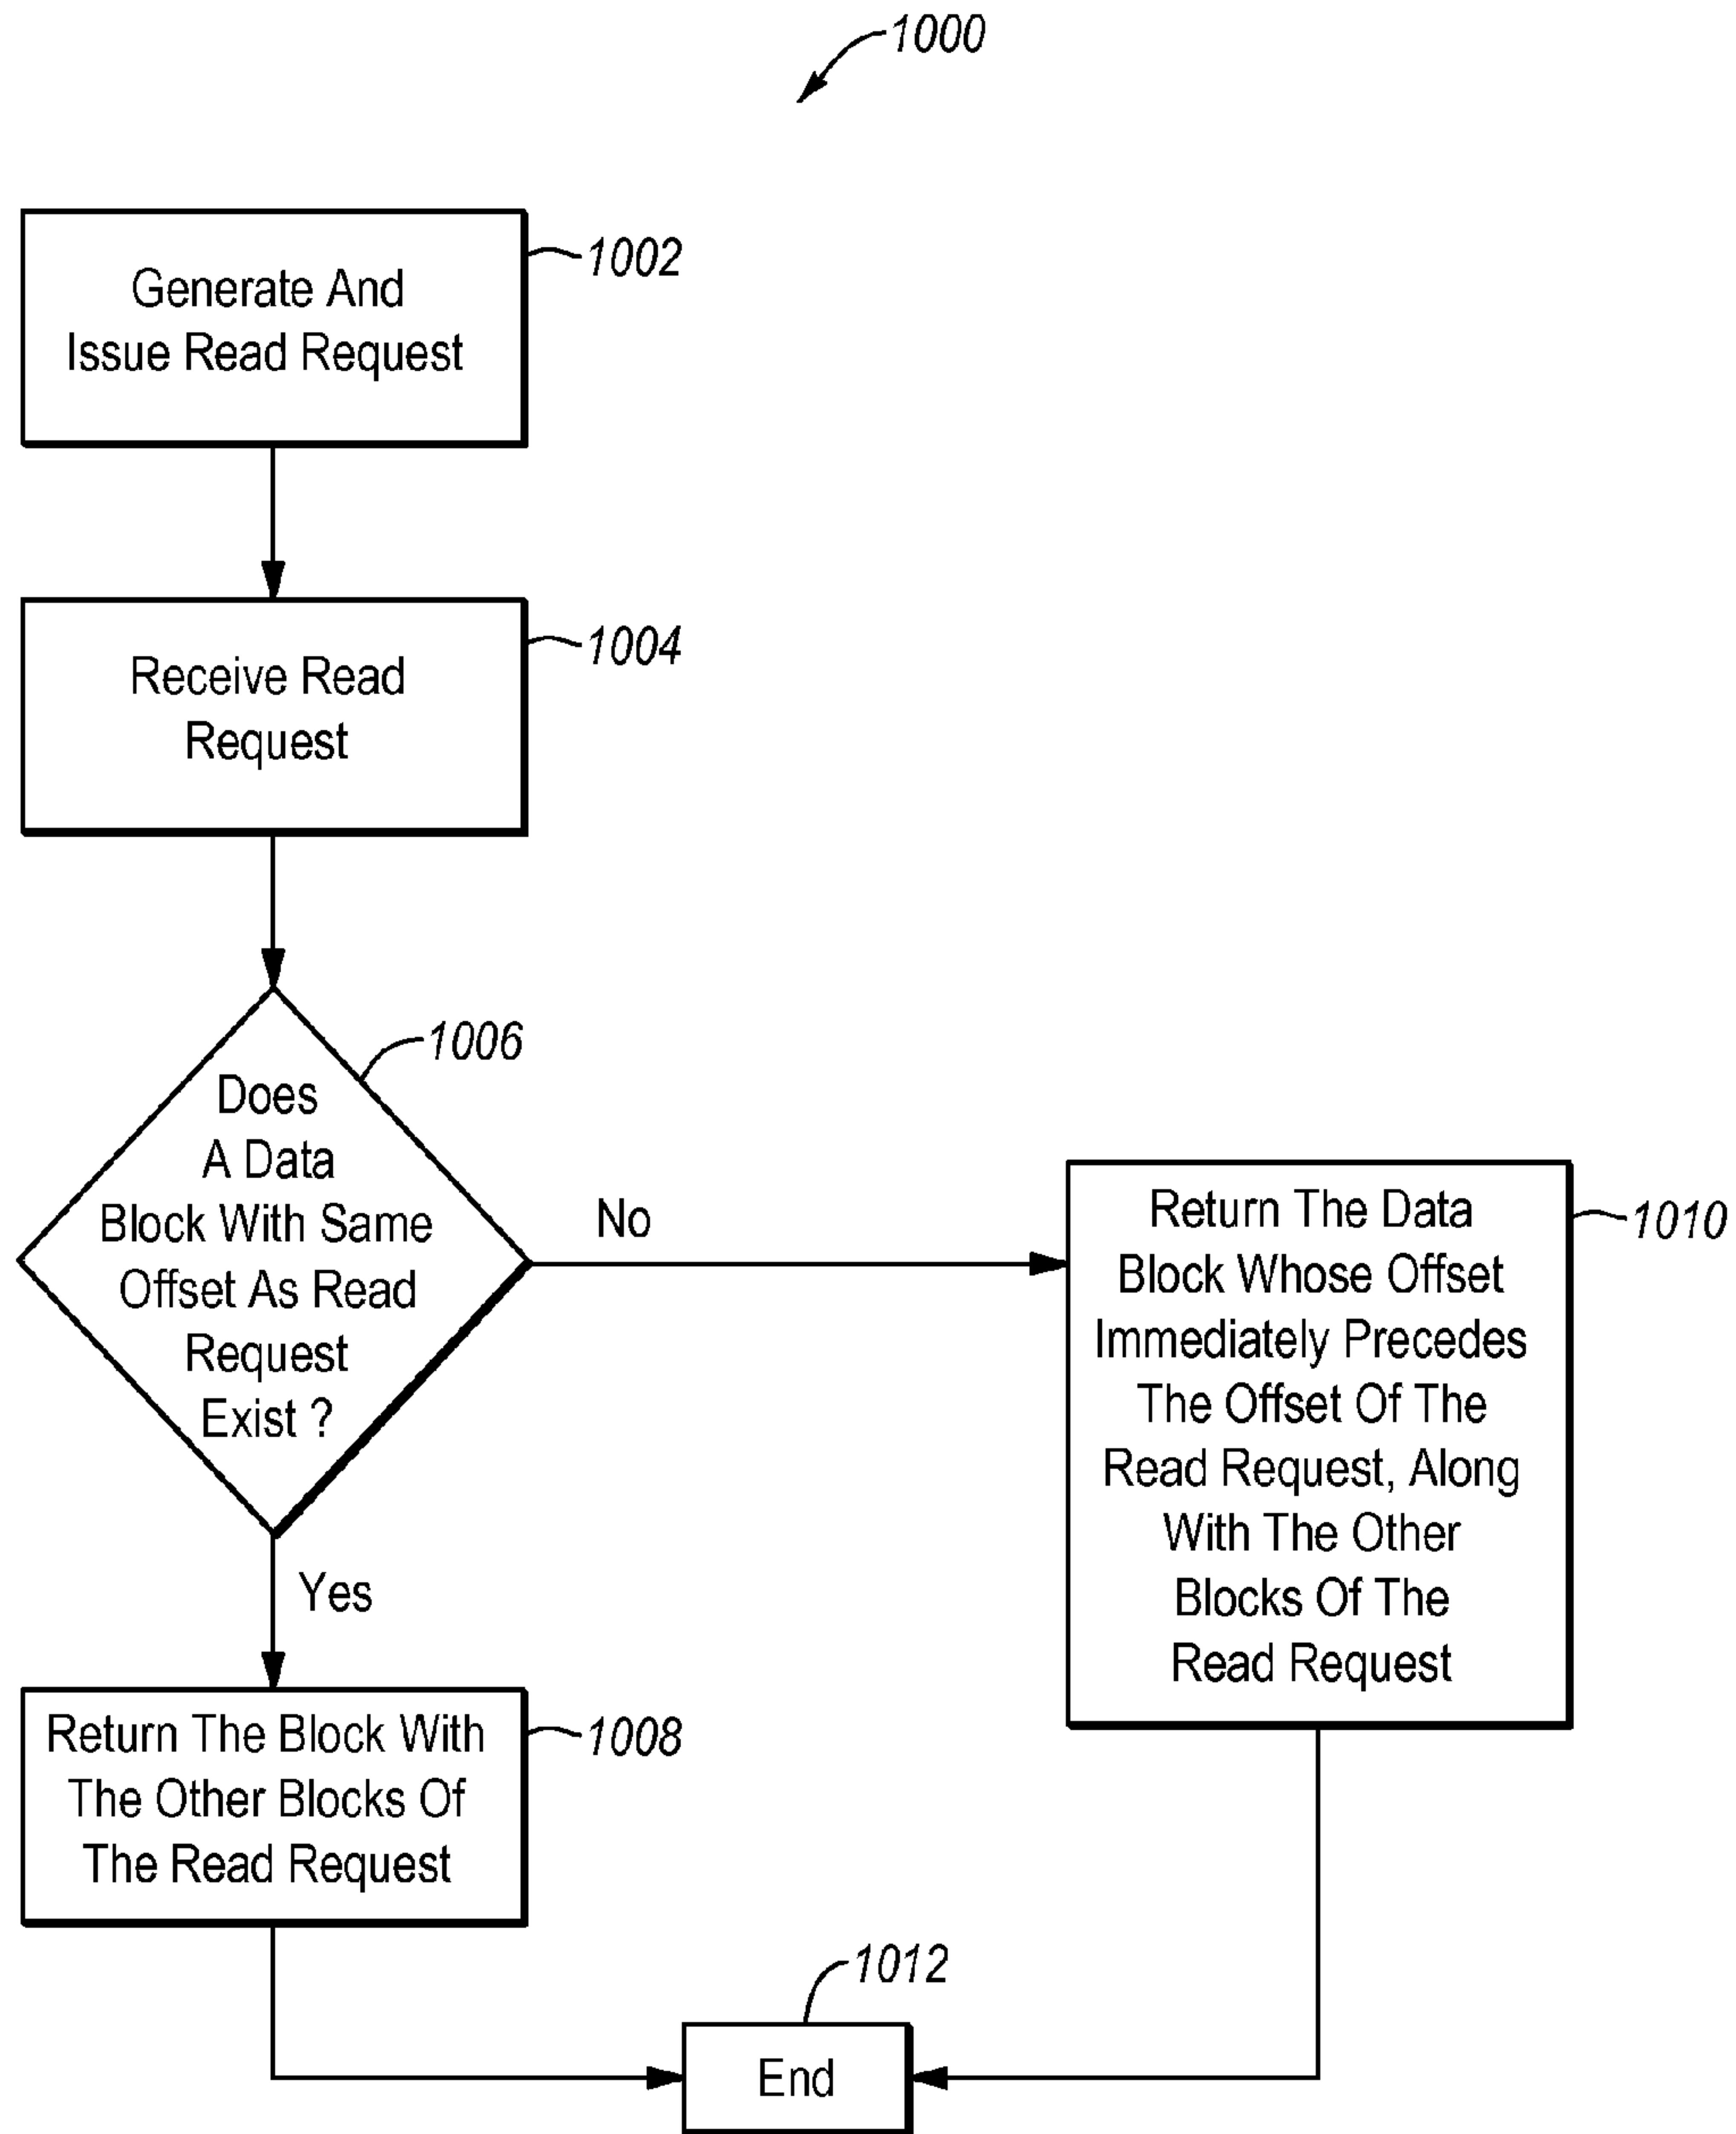 1000
Generate And
Issue Read Request
1002
Receive Read
Request
1004
1006
Does
A Data
Block With Same
Offset As Read
Request
Exist ?
No
Yes
Return The Data
Block Whose Offset
Immediately Precedes
The Offset Of The
Read Request, Along
With The Other
Blocks Of The
Read Request
1010
Return The Block With
The Other Blocks Of
The Read Request
1008
1012
End